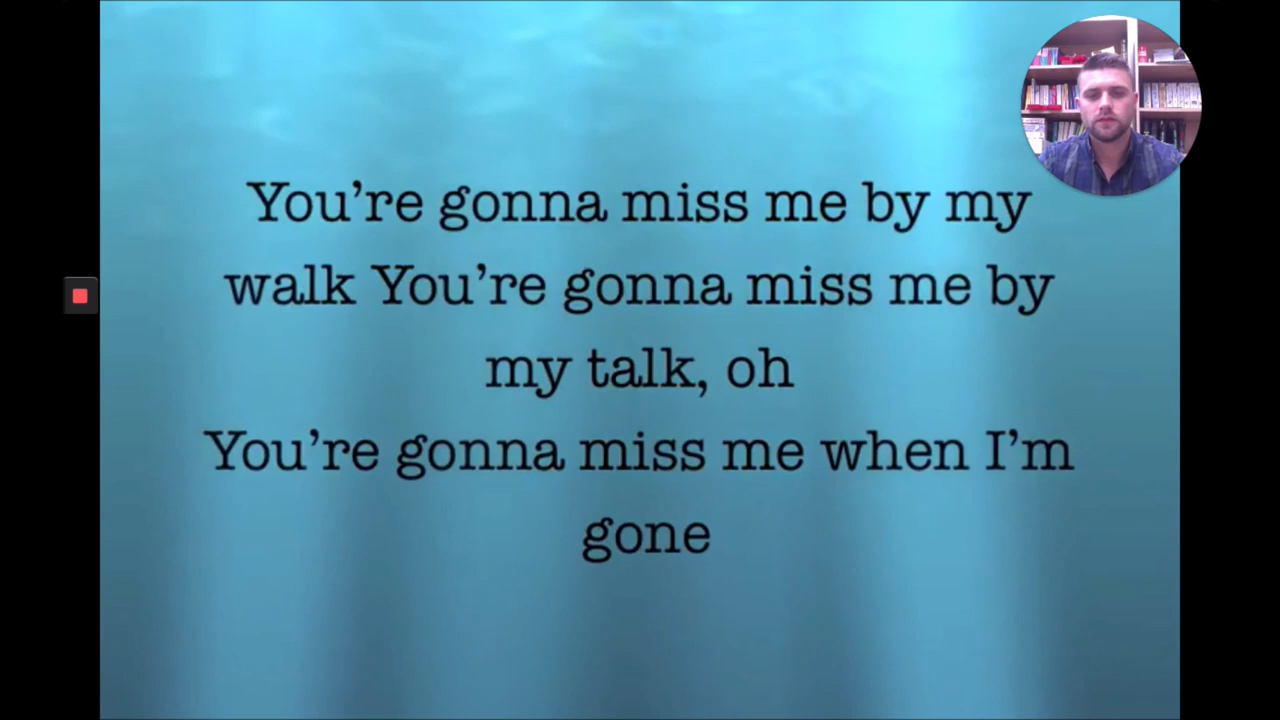 You’re gonna miss me by my
walk You’re gonna miss me by
my talk, oh
You’re gonna miss me when I’m
gone